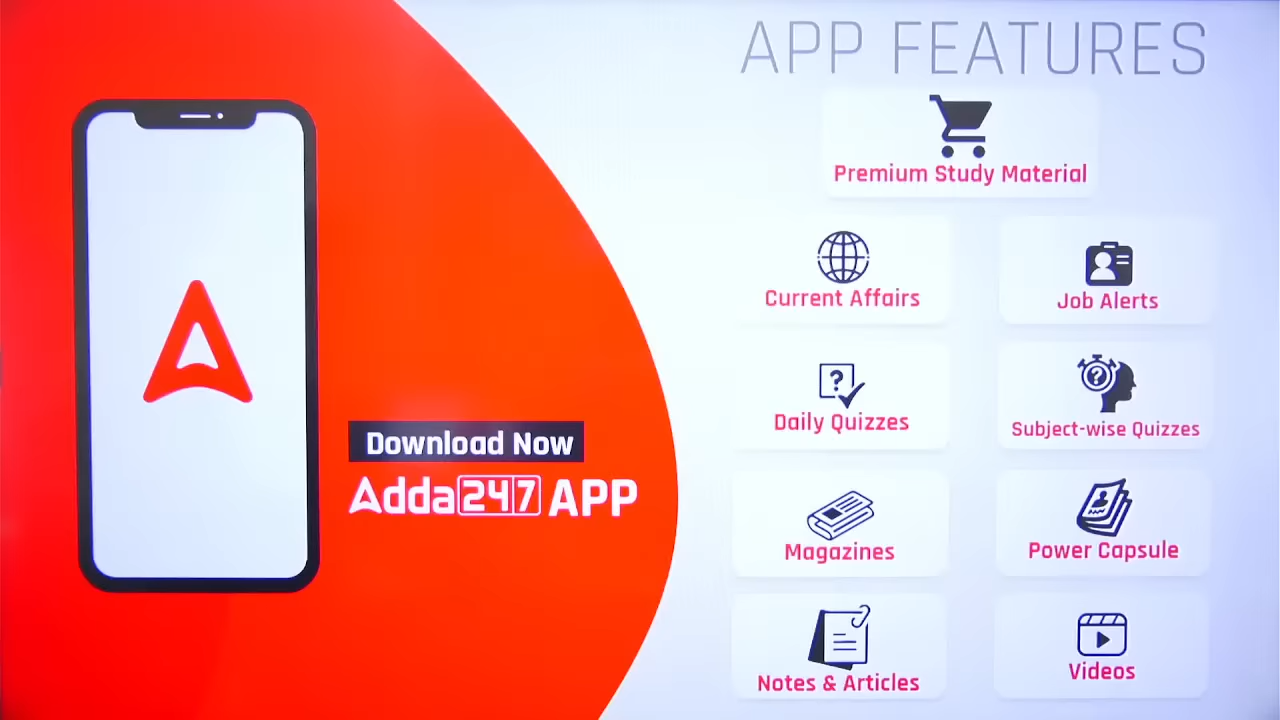 APP FEATURES
Premium Study Material
Current Affairs
Job Alerts
Daily Quizzes
Subject-wise Quizzes
Download Now
Adda247 APP
Magazines
Power Capsule
Notes & Articles
Videos